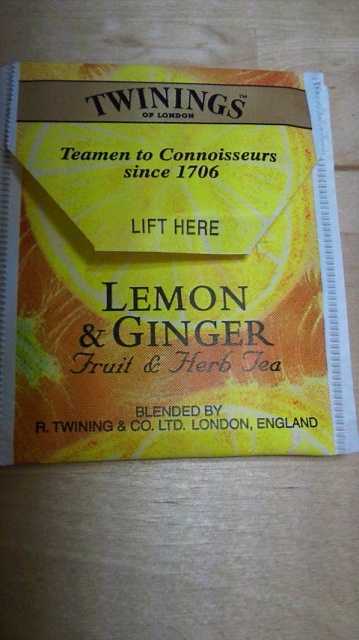 TWININGS™
OF LONDON
Teamen to Connoisseurs
since 1706
LIFT HERE
LEMON
& GINGER
Fruit & Herb Tea
BLENDED BY
R. TWINING & CO. LTD. LONDON, ENGLAND